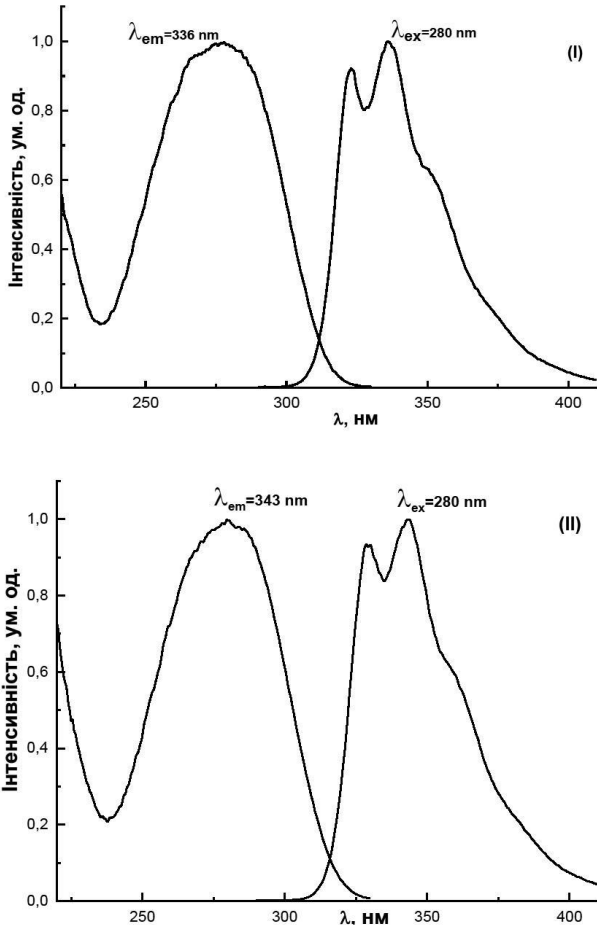 λem=336 nm
λex=280 nm
(I)
Інтенсивність, ум. од.
1,0
0,8
0,6
0,4
0,2
0,0
250
300
350
400
λ, нм
λem=343 nm
λex=280 nm
(II)
Інтенсивність, ум. од.
1,0
0,8
0,6
0,4
0,2
0,0
250
300
350
400
λ, нм